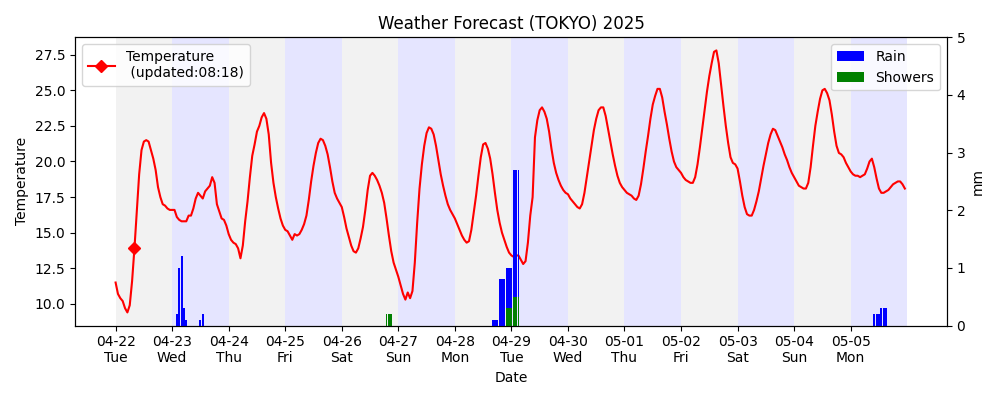 Weather Forecast (TOKYO) 2025
Temperature
(updated:08:18)
Rain
Showers
27.5
25.0
22.5
20.0
17.5
15.0
12.5
10.0
Temperature
5
4
3
2
1
0
mm
04-22 04-23 04-24 04-25 04-26 04-27 04-28 04-29 04-30 05-01 05-02 05-03 05-04 05-05
Tue Wed Thu Fri Sat Sun Mon Tue Wed Thu Fri Sat Sun Mon
Date